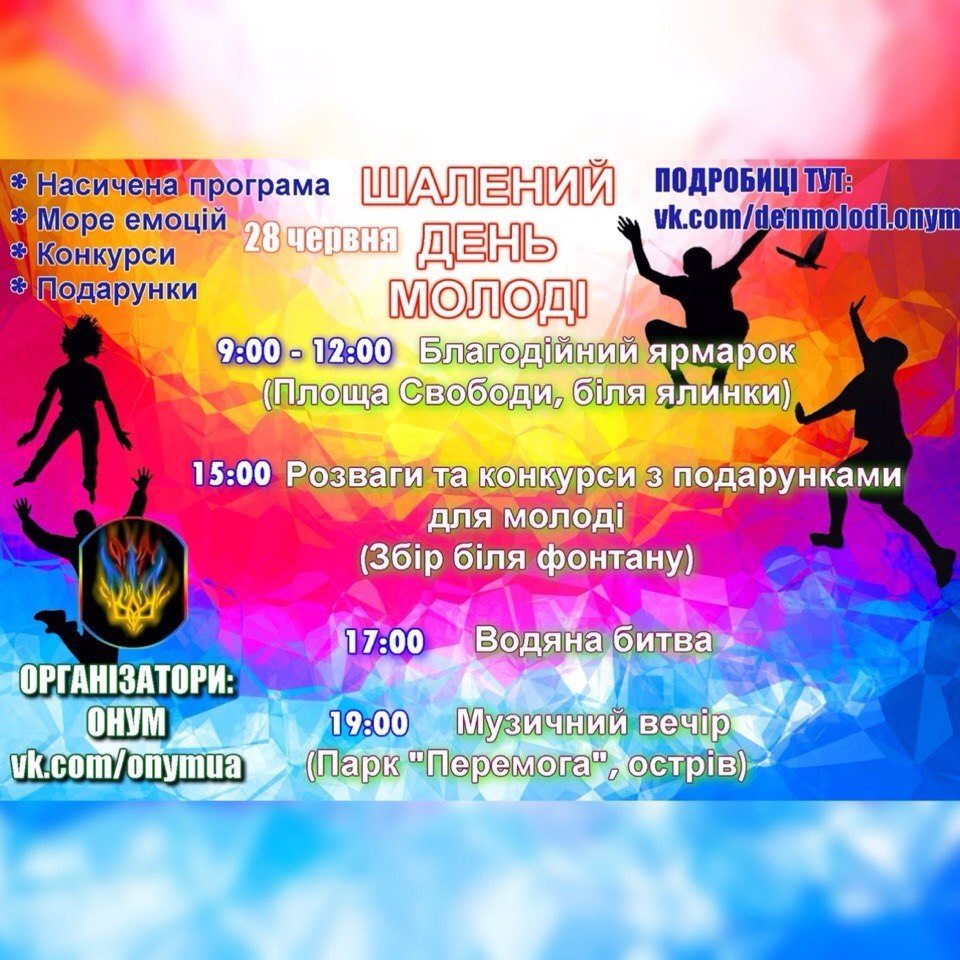 * Насичена програма
* Море емоцій
* Конкурси
* Подарунки
28 червня
ШАЛЕНИЙ
ДЕНЬ
МОЛОДІ
ПОДРОБИЦІ ТУТ:
vk.com/denmolodi.onym
9:00 - 12:00 Благодійний ярмарок
(Площа Свободи, біля ялинки)
15:00 Розваги та конкурси з подарунками
для молоді
(Збір біля фонтану)
17:00 Водяна битва
19:00 Музичний вечір
(Парк "Перемога", острів)
ОРГАНІЗАТОРИ:
ОНУМ
vk.com/onymua